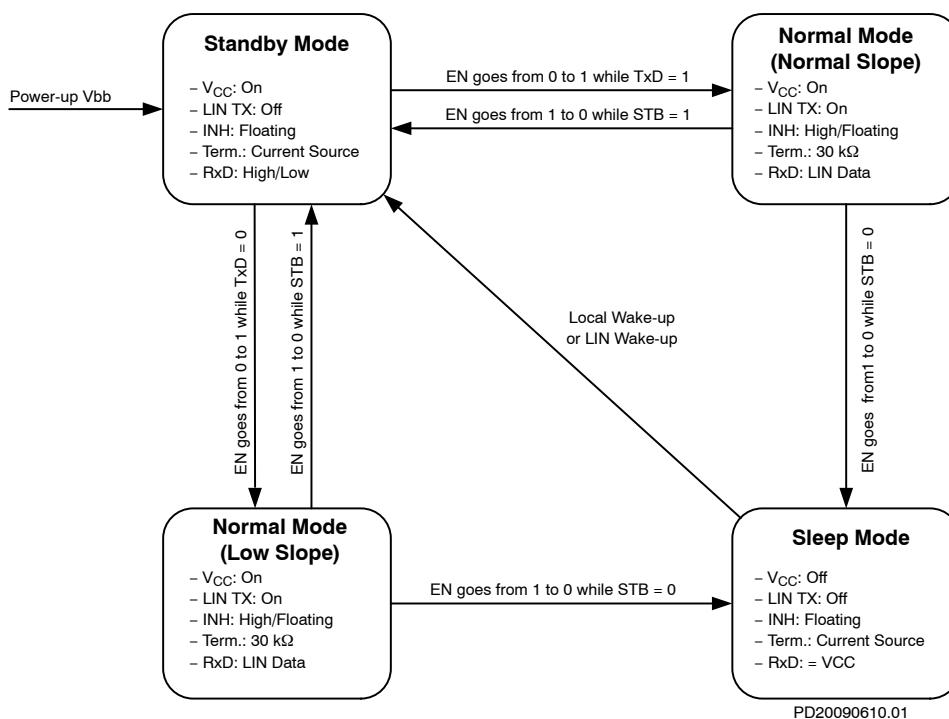 Power-up Vbb
Standby Mode
– VCC: On
– LIN TX: Off
– INH: Floating
– Term.: Current Source
– RxD: High/Low
EN goes from 0 to 1 while TxD = 1
EN goes from 1 to 0 while STB = 1
Normal Mode
(Normal Slope)
– VCC: On
– LIN TX: On
– INH: High/Floating
– Term.: 30 kΩ
– RxD: LIN Data
EN goes from 0 to 1 while TxD = 0
EN goes from 1 to 0 while STB = 1
Local Wake-up
or LIN Wake-up
EN goes from1 to 0 while STB = 0
Normal Mode
(Low Slope)
– VCC: On
– LIN TX: On
– INH: High/Floating
– Term.: 30 kΩ
– RxD: LIN Data
EN goes from 1 to 0 while STB = 0
Sleep Mode
– VCC: Off
– LIN TX: Off
– INH: Floating
– Term.: Current Source
– RxD: = VCC
PD20090610.01